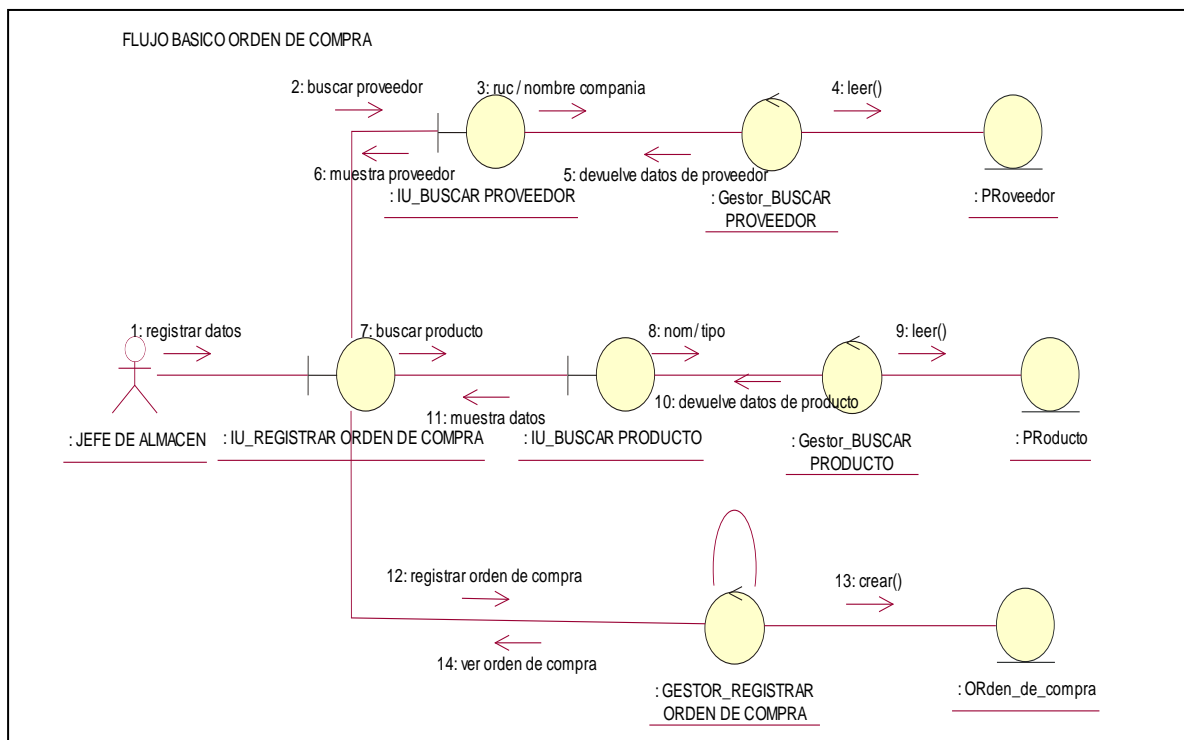 FLUJO BASICO ORDEN DE COMPRA
2: buscar proveedor
3: ruc / nombre compania
4: leer()
6: muestra proveedor
5: devuelve datos de proveedor
: IU_BUSCAR PROVEEDOR
: Gestor_BUSCAR
PROVEEDOR
: PRoveedor
1: registrar datos
7: buscar producto
8: nom/ tipo
9: leer()
11: muestra datos
10: devuelve datos de producto
: JEFE DE ALMACEN
: IU_REGISTRAR ORDEN DE COMPRA
: IU_BUSCAR PRODUCTO
: Gestor_BUSCAR
PRODUCTO
: PRoducto
12: registrar orden de compra
13: crear()
14: ver orden de compra
: GESTOR_REGISTRAR
ORDEN DE COMPRA
: ORden_de_compra